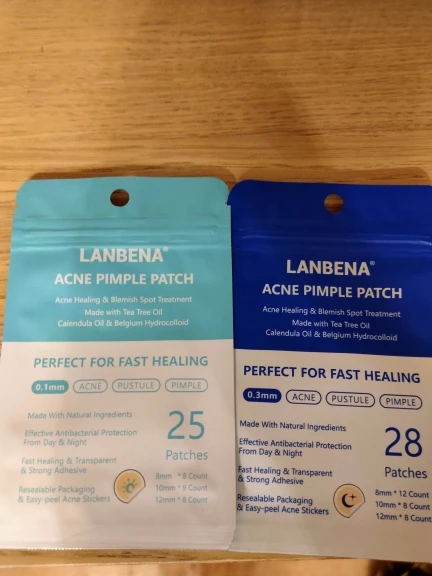 LANBENA®
ACNE PIMPLE PATCH
Acne Healing & Blemish Spot Treatment
Made with Tea Tree Oil
Calendula Oil & Belgium Hydrocolloid
PERFECT FOR FAST HEALING
0.1mm ACNE PUSTULE PIMPLE
Made With Natural Ingredients
Effective Antibacterial Protection
From Day & Night
Fast Healing & Transparent
& Strong Adhesive
Resealable Packaging
& Easy-peel Acne Stickers
25
Patches
8mm * 8 Count
10mm * 9 Count
12mm * 8 Count
LANBENA®
ACNE PIMPLE PATCH
Acne Healing & Blemish Spot Treatment
Made with Tea Tree Oil
Calendula Oil & Belgium Hydrocolloid
PERFECT FOR FAST HEALING
0.3mm ACNE PUSTULE PIMPLE
Made With Natural Ingredients
Effective Antibacterial Protection
From Day & Night
Fast Healing & Transparent
& Strong Adhesive
Resealable Packaging
& Easy-peel Acne Stickers
28
Patches
8mm * 12 Count
10mm * 8 Count
12mm * 8 Count